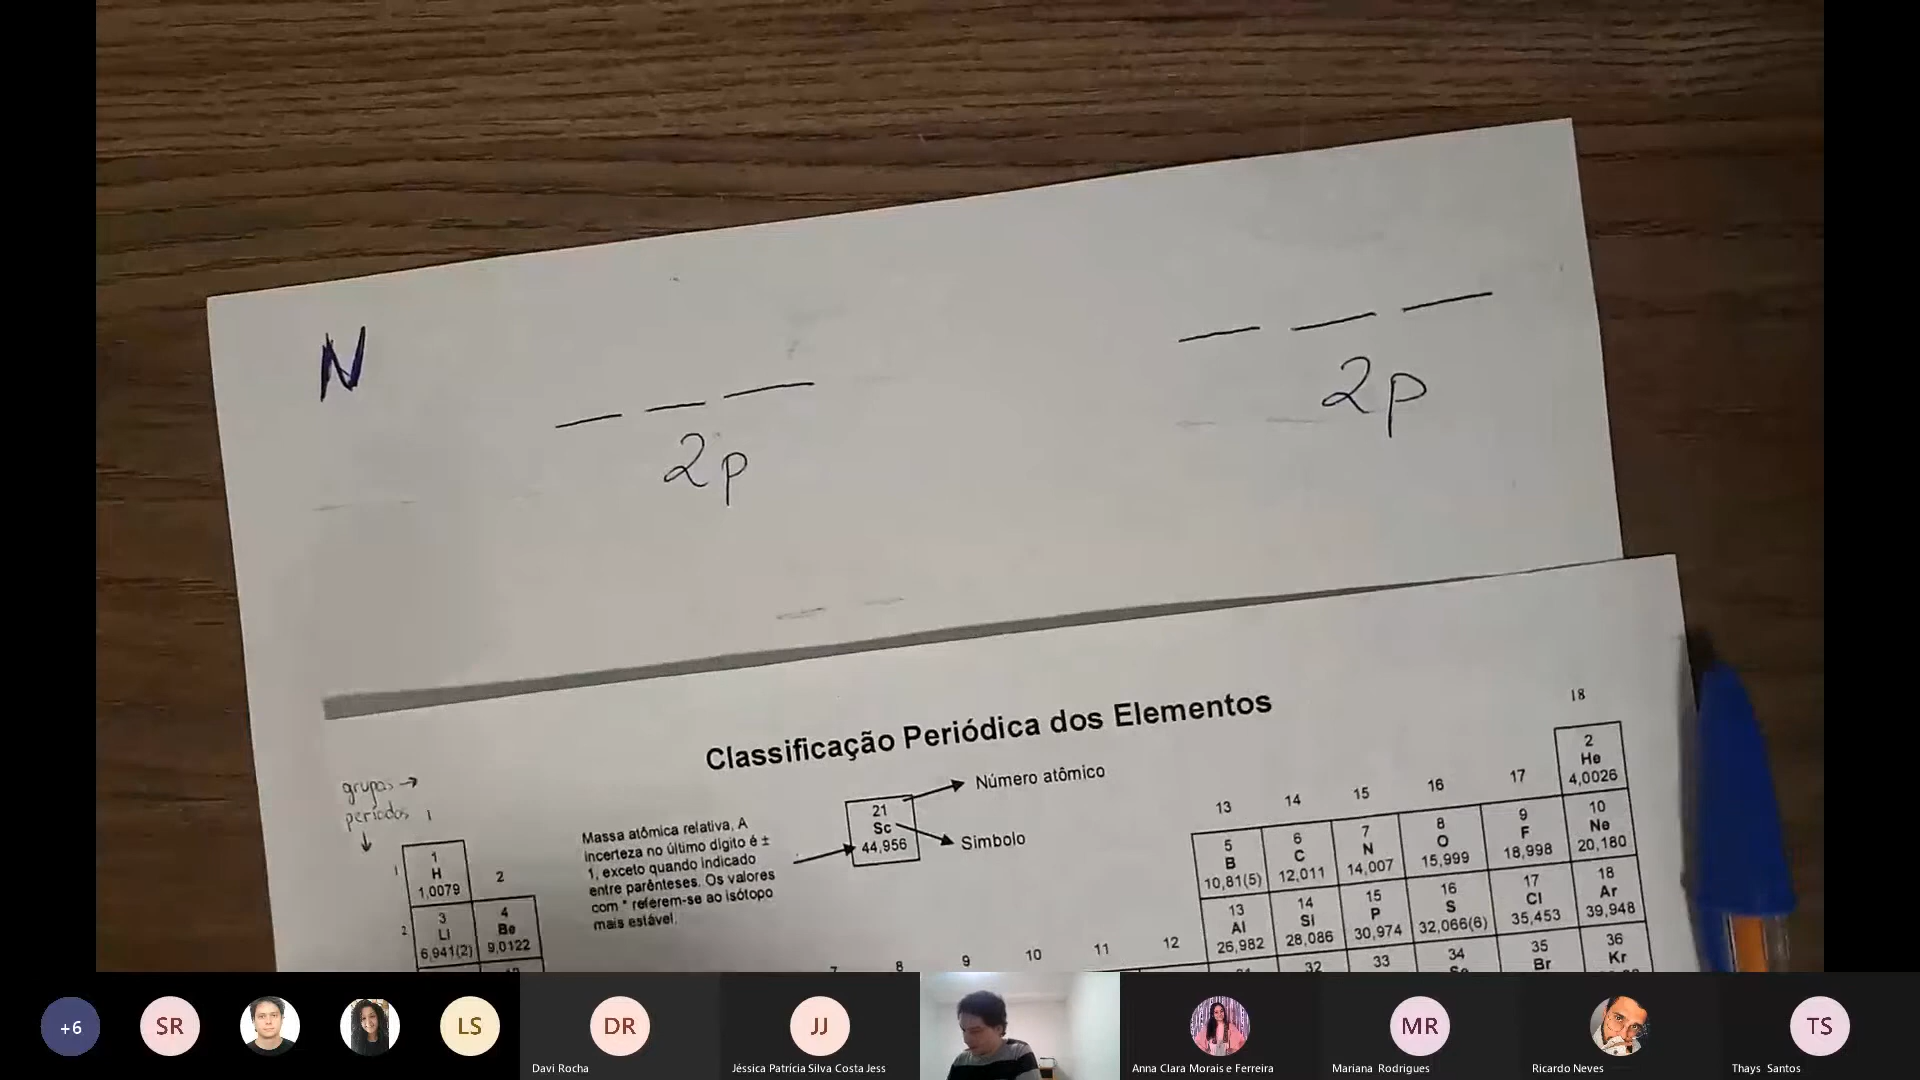 N
2p
2p
Classificação Periódica dos Elementos
18
grupos →
períodos
1
Massa atômica relativa. A
incerteza no último dígito é ±
1, exceto quando indicado
entre parênteses. Os valores
com * referem-se ao isótopo
mais estável.
21
Sc
44,956
Número atômico
Símbolo
2
He
4,0026
13
14
15
16
17
1
1
H
1,0079
2
5
B
10,81(5)
6
C
12,011
7
N
14,007
8
O
15,999
9
F
18,998
10
Ne
20,180
2
3
Li
6,941(2)
4
Be
9,0122
13
Al
26,982
14
Si
28,086
15
P
30,974
16
S
32,066(6)
17
Cl
35,453
18
Ar
39,948
7
8
9
10
11
12
32
33
34
Se
35
Br
36
Kr
+6
SR
LS
DR
JJ
MR
TS
Davi Rocha
Jéssica Patrícia Silva Costa Jess
Anna Clara Morais e Ferreira
Mariana Rodrigues
Ricardo Neves
Thays Santos